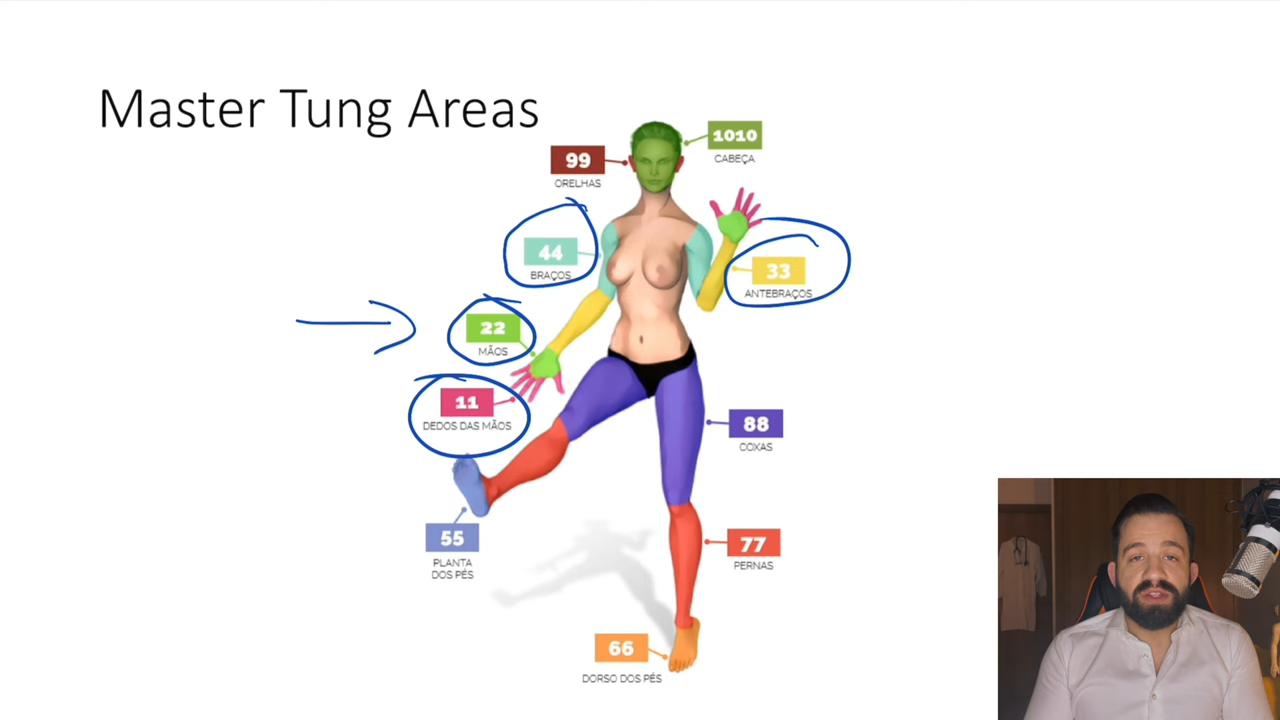 Master Tung Areas
1010
CABEÇA
99
ORELHAS
44
BRAÇOS
33
ANTEBRAÇOS
22
MÃOS
11
DEDOS DAS MÃOS
88
COXAS
55
PLANTA
DOS PÉS
77
PERNAS
66
DORSO DOS PÉS